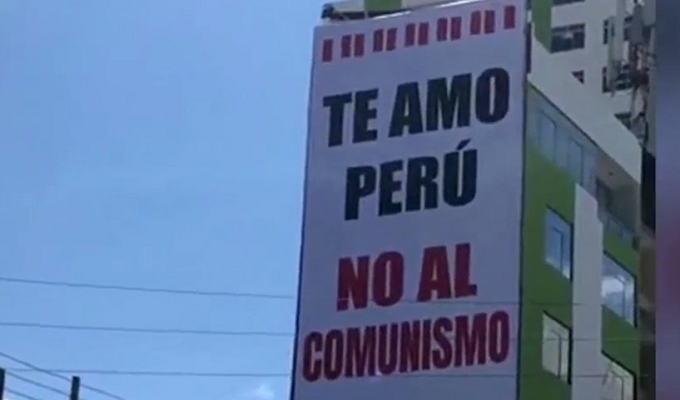 TE AMO
PERÚ
NO AL
COMUNISMO